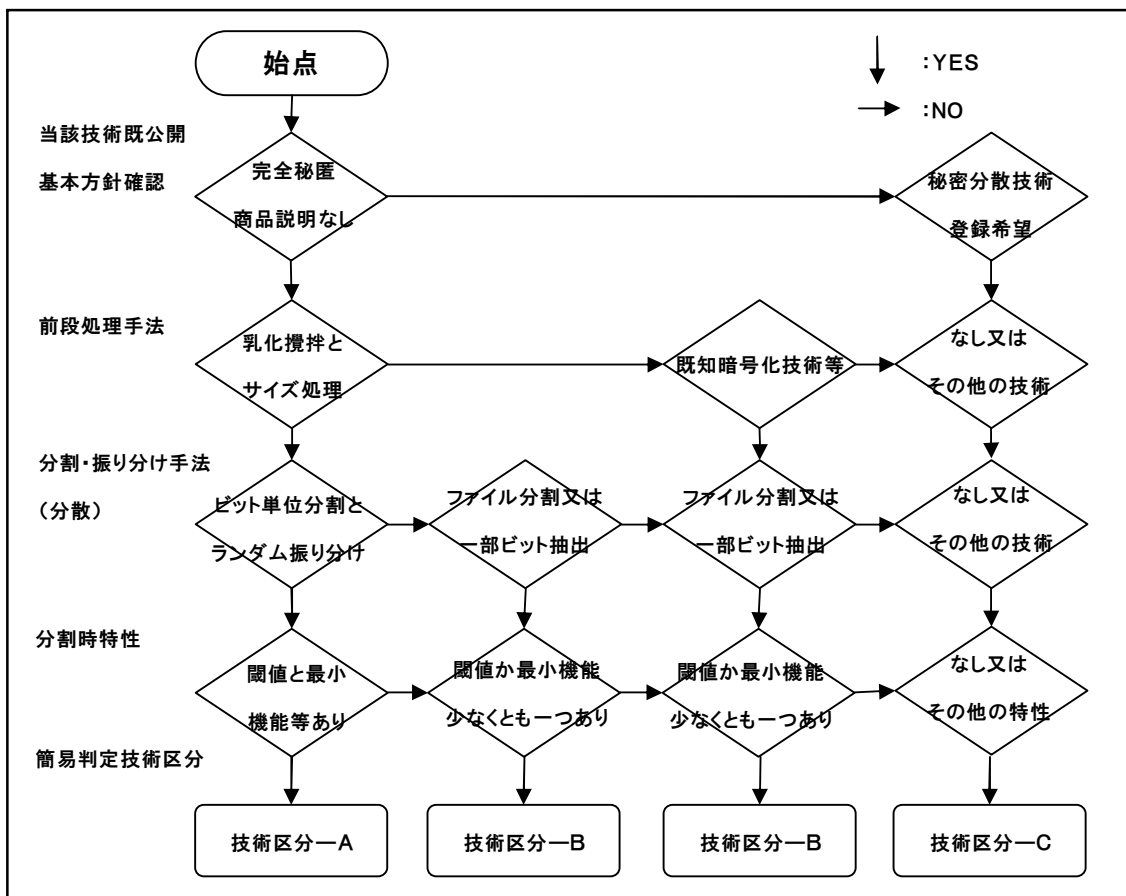 始点
:YES
:NO
当該技術既公開
基本方針確認
完全秘匿
商品説明なし
秘密分散技術
登録希望
前段処理手法
乳化攪拌と
サイズ処理
既知暗号化技術等
なし又は
その他の技術
分割・振り分け手法
（分散）
ビット単位分割と
ランダム振り分け
ファイル分割又は
一部ビット抽出
ファイル分割又は
一部ビット抽出
なし又は
その他の技術
分割時特性
閾値と最小
機能等あり
閾値か最小機能
少なくとも一つあり
閾値か最小機能
少なくとも一つあり
なし又は
その他の特性
簡易判定技術区分
技術区分―A
技術区分―B
技術区分―B
技術区分―C